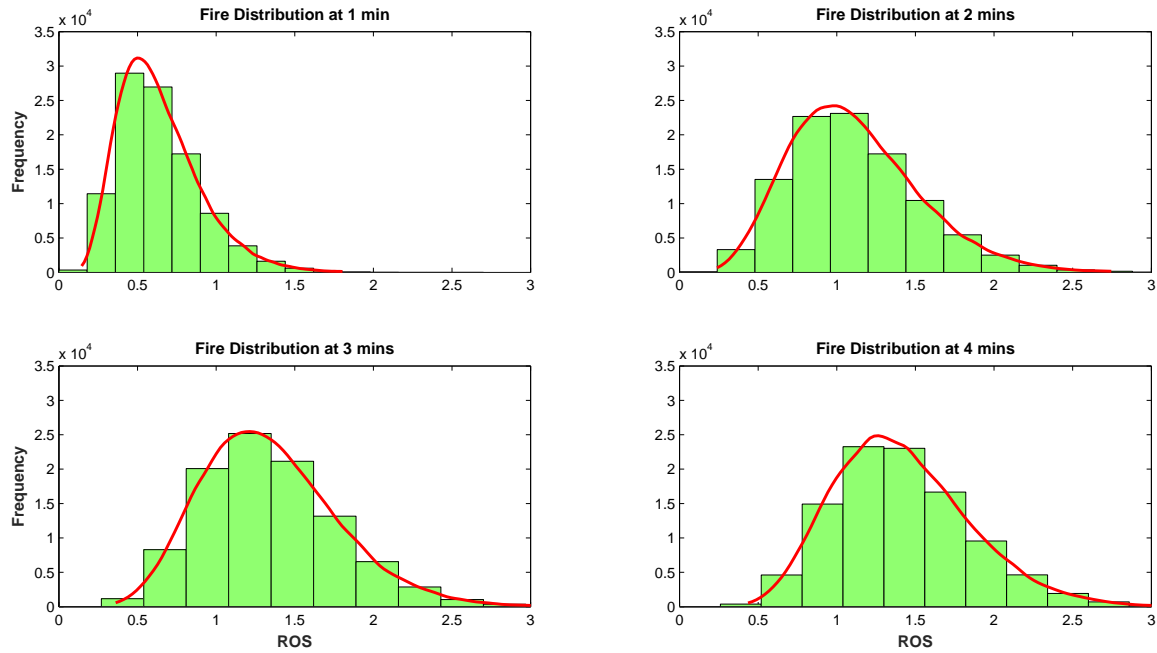 Fire Distribution at 1 min
x 10^4
3.5
3
2.5
2
1.5
1
0.5
0
Frequency
0 0.5 1 1.5 2 2.5 3
Fire Distribution at 2 mins
x 10^4
3.5
3
2.5
2
1.5
1
0.5
0
0 0.5 1 1.5 2 2.5 3
Fire Distribution at 3 mins
x 10^4
3.5
3
2.5
2
1.5
1
0.5
0
Frequency
0 0.5 1 1.5 2 2.5 3
ROS
Fire Distribution at 4 mins
x 10^4
3.5
3
2.5
2
1.5
1
0.5
0
0 0.5 1 1.5 2 2.5 3
ROS